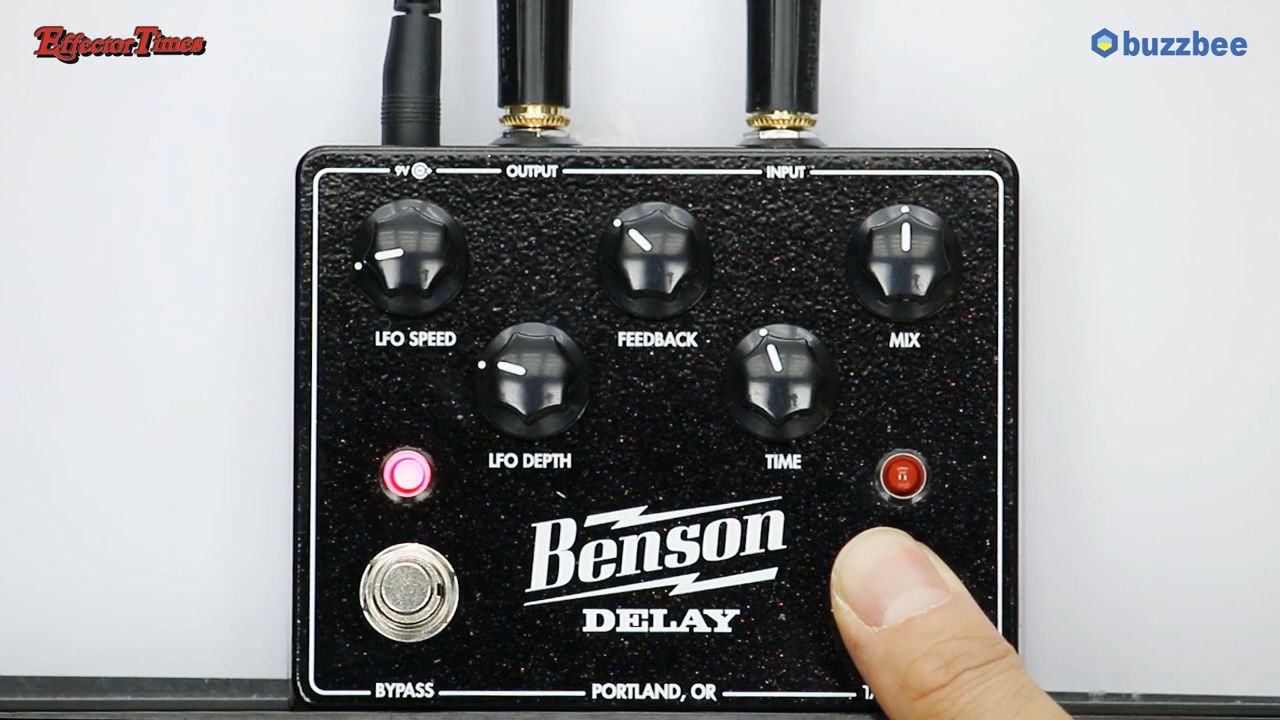 Effector Times
buzzbee
9V
OUTPUT
INPUT
LFO SPEED
FEEDBACK
MIX
LFO DEPTH
TIME
Benson
DELAY
BYPASS
PORTLAND, OR